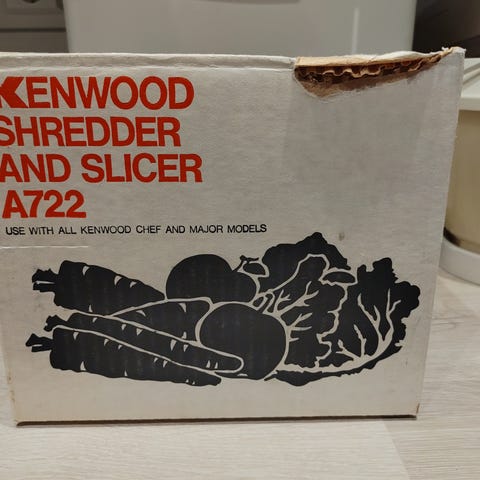 KENWOOD
SHREDDER
AND SLICER
A722
USE WITH ALL KENWOOD CHEF AND MAJOR MODELS